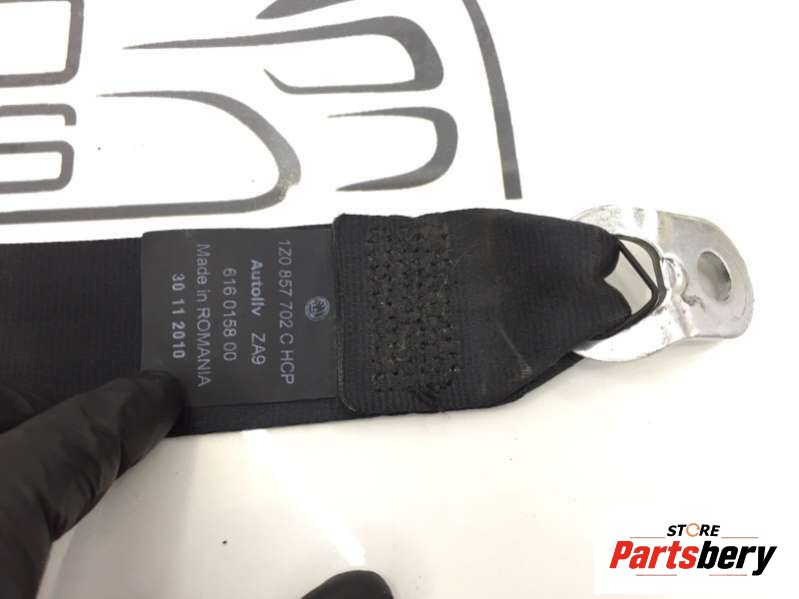 1Z0 857 702 C HCP
Autoliv ZA9
616 0158 00
Made in ROMANIA
30 11 2010
STORE
Partsbery